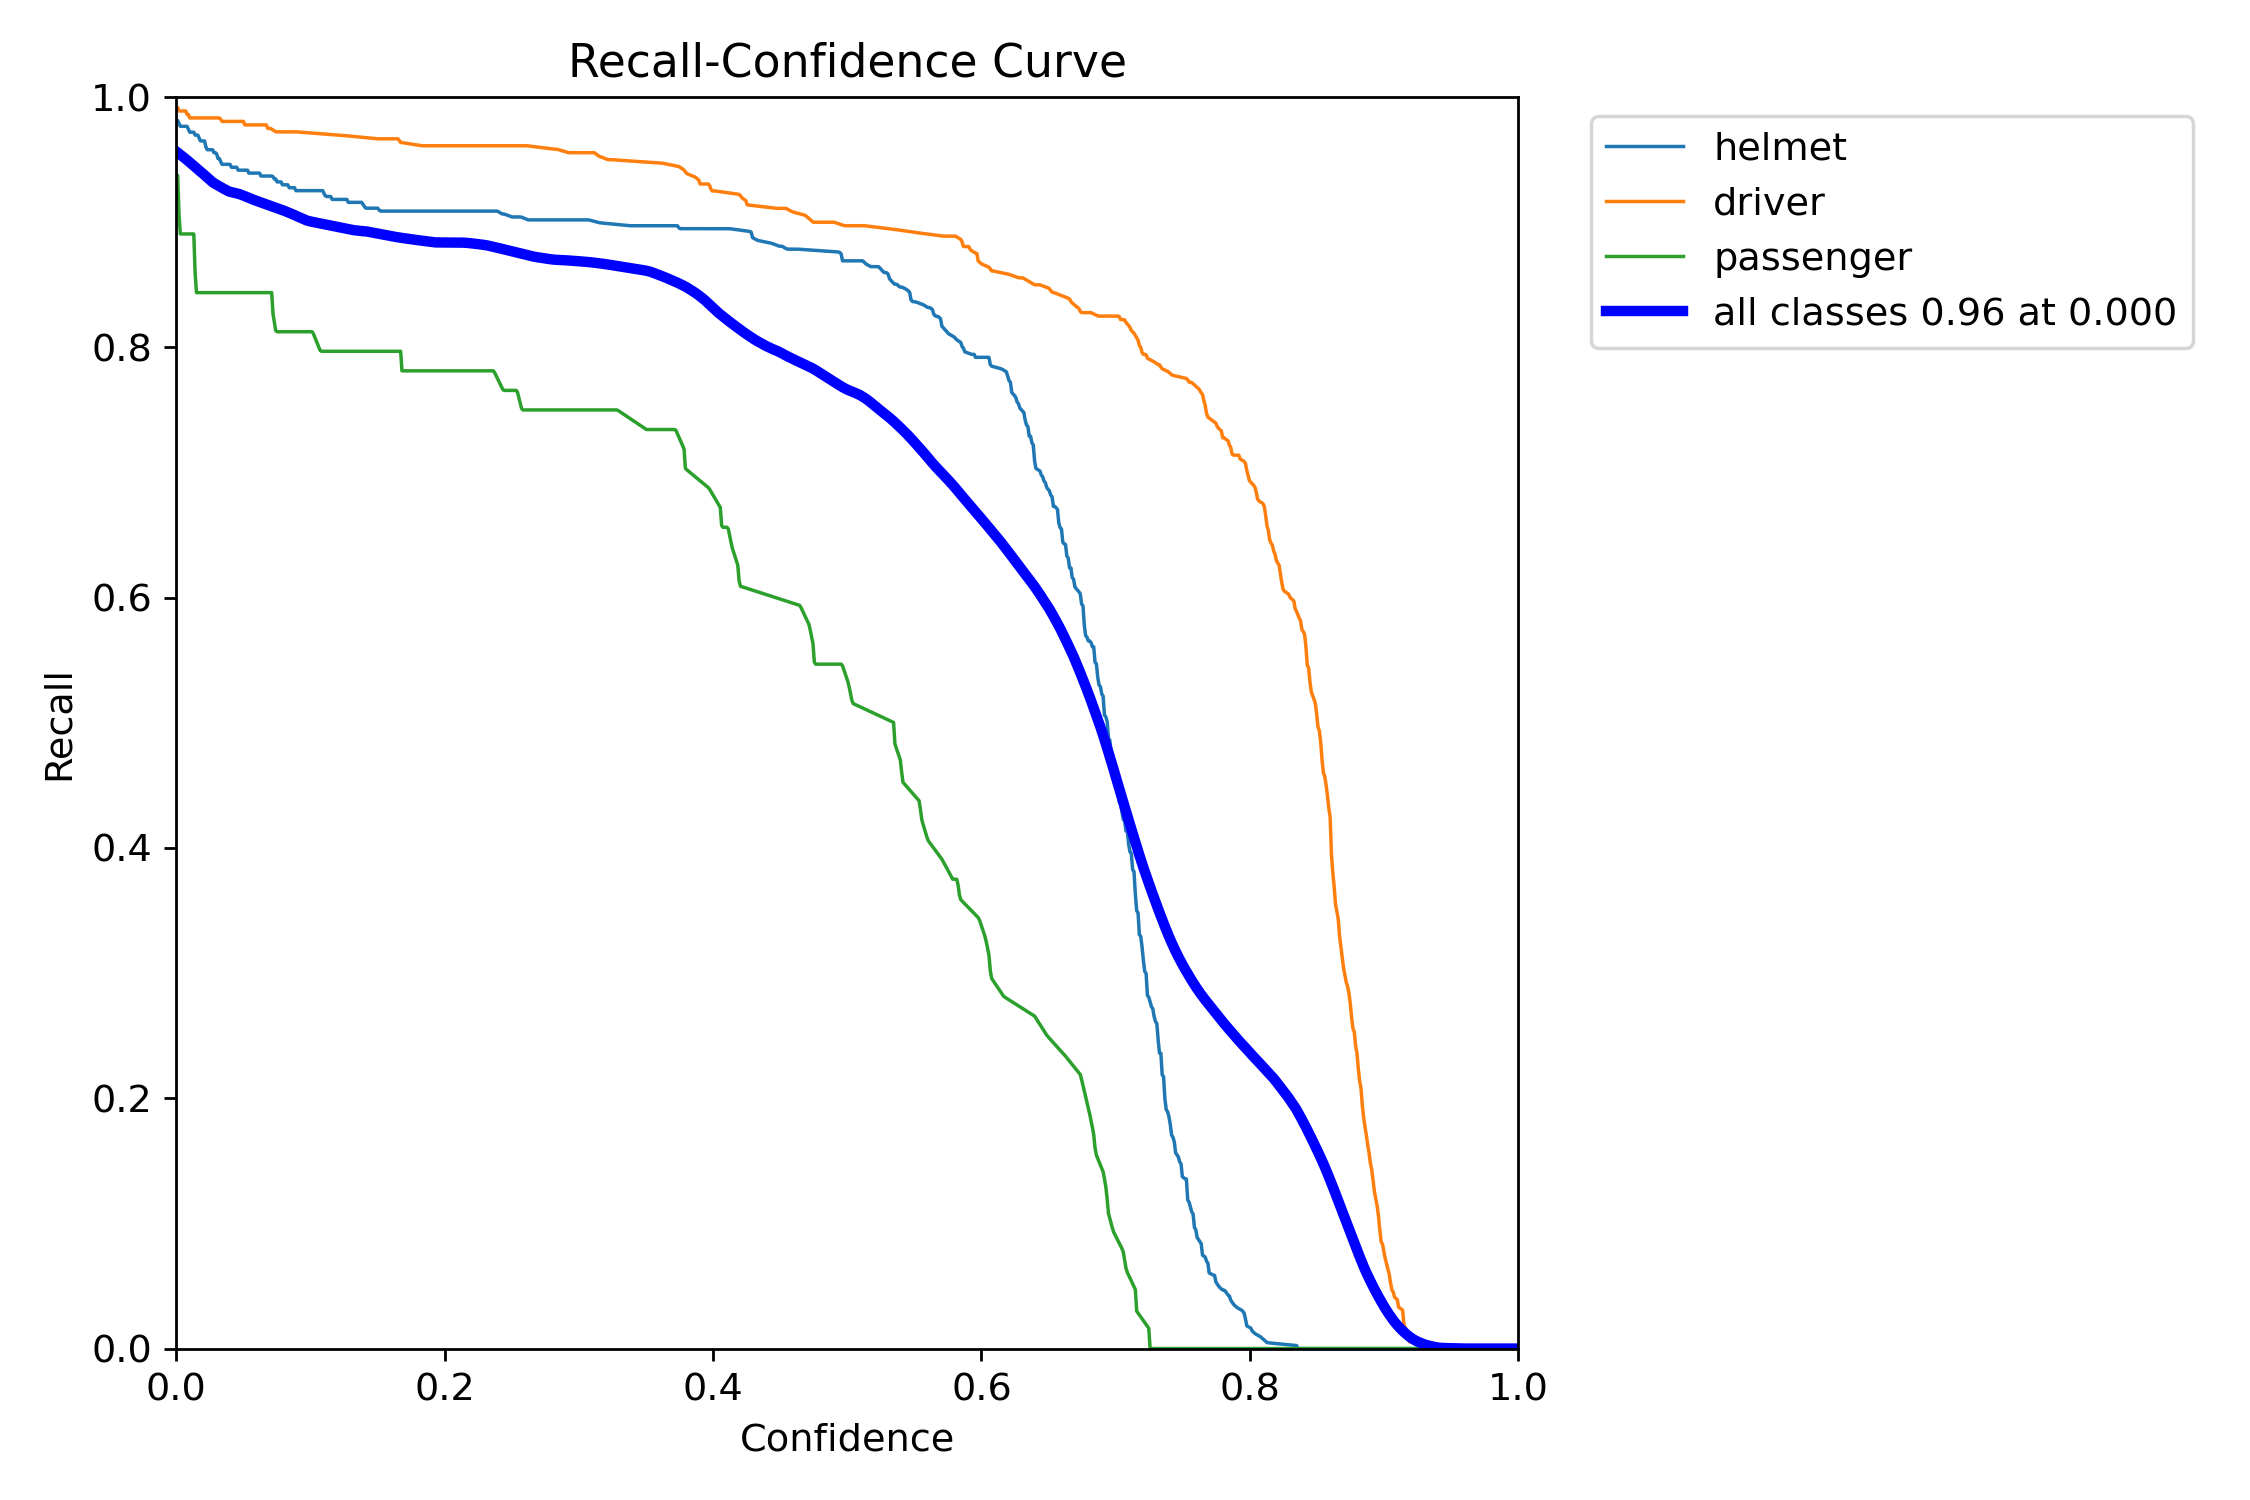 Recall-Confidence Curve
1.0
0.8
0.6
0.4
0.2
0.0
Recall
0.0 0.2 0.4 0.6 0.8 1.0
Confidence
helmet
driver
passenger
all classes 0.96 at 0.000